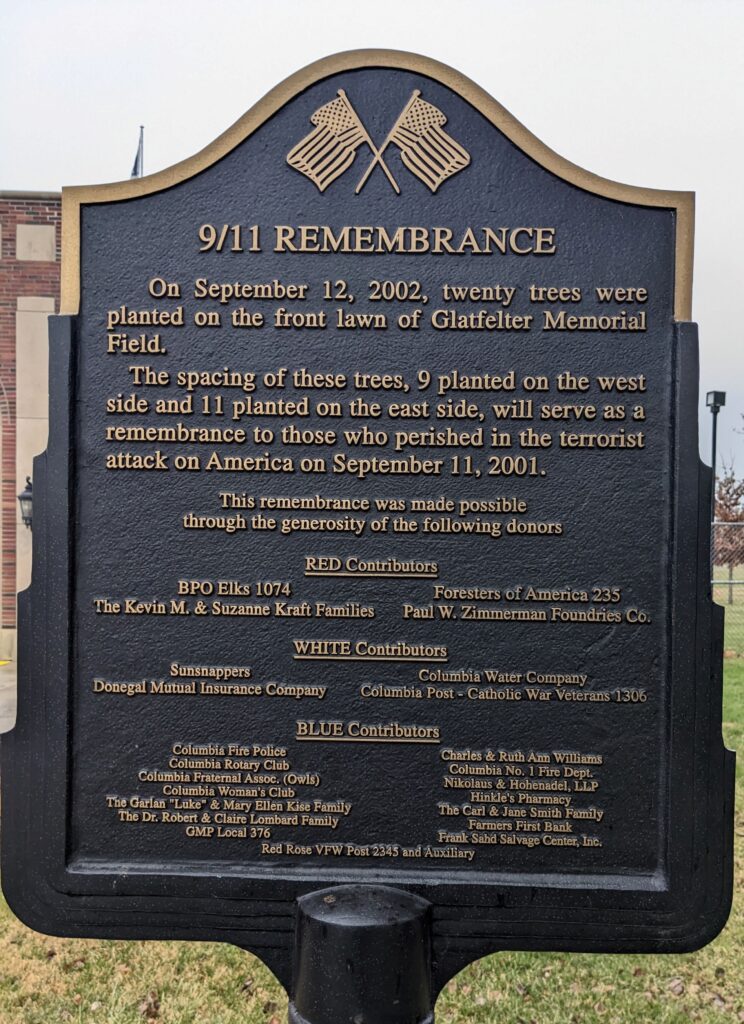 9/11 REMEMBRANCE
On September 12, 2002, twenty trees were
planted on the front lawn of Glatfelter Memorial
Field.
The spacing of these trees, 9 planted on the west
side and 11 planted on the east side, will serve as a
remembrance to those who perished in the terrorist
attack on America on September 11, 2001.
This remembrance was made possible
through the generosity of the following donors
RED Contributors
BPO Elks 1074
The Kevin M. & Suzanne Kraft Families
Foresters of America 235
Paul W. Zimmerman Foundries Co.
WHITE Contributors
Sunsnappers
Donegal Mutual Insurance Company
Columbia Water Company
Columbia Post - Catholic War Veterans 1306
BLUE Contributors
Columbia Fire Police
Columbia Rotary Club
Columbia Fraternal Assoc. (Owls)
Columbia Woman's Club
The Garlan "Luke" & Mary Ellen Kise Family
The Dr. Robert & Claire Lombard Family
GMP Local 376
Charles & Ruth Ann Williams
Columbia No. 1 Fire Dept.
Nikolaus & Hohenadel, LLP
Hinkle's Pharmacy
The Carl & Jane Smith Family
Farmers First Bank
Frank Sahd Salvage Center, Inc.
Red Rose VFW Post 2345 and Auxiliary